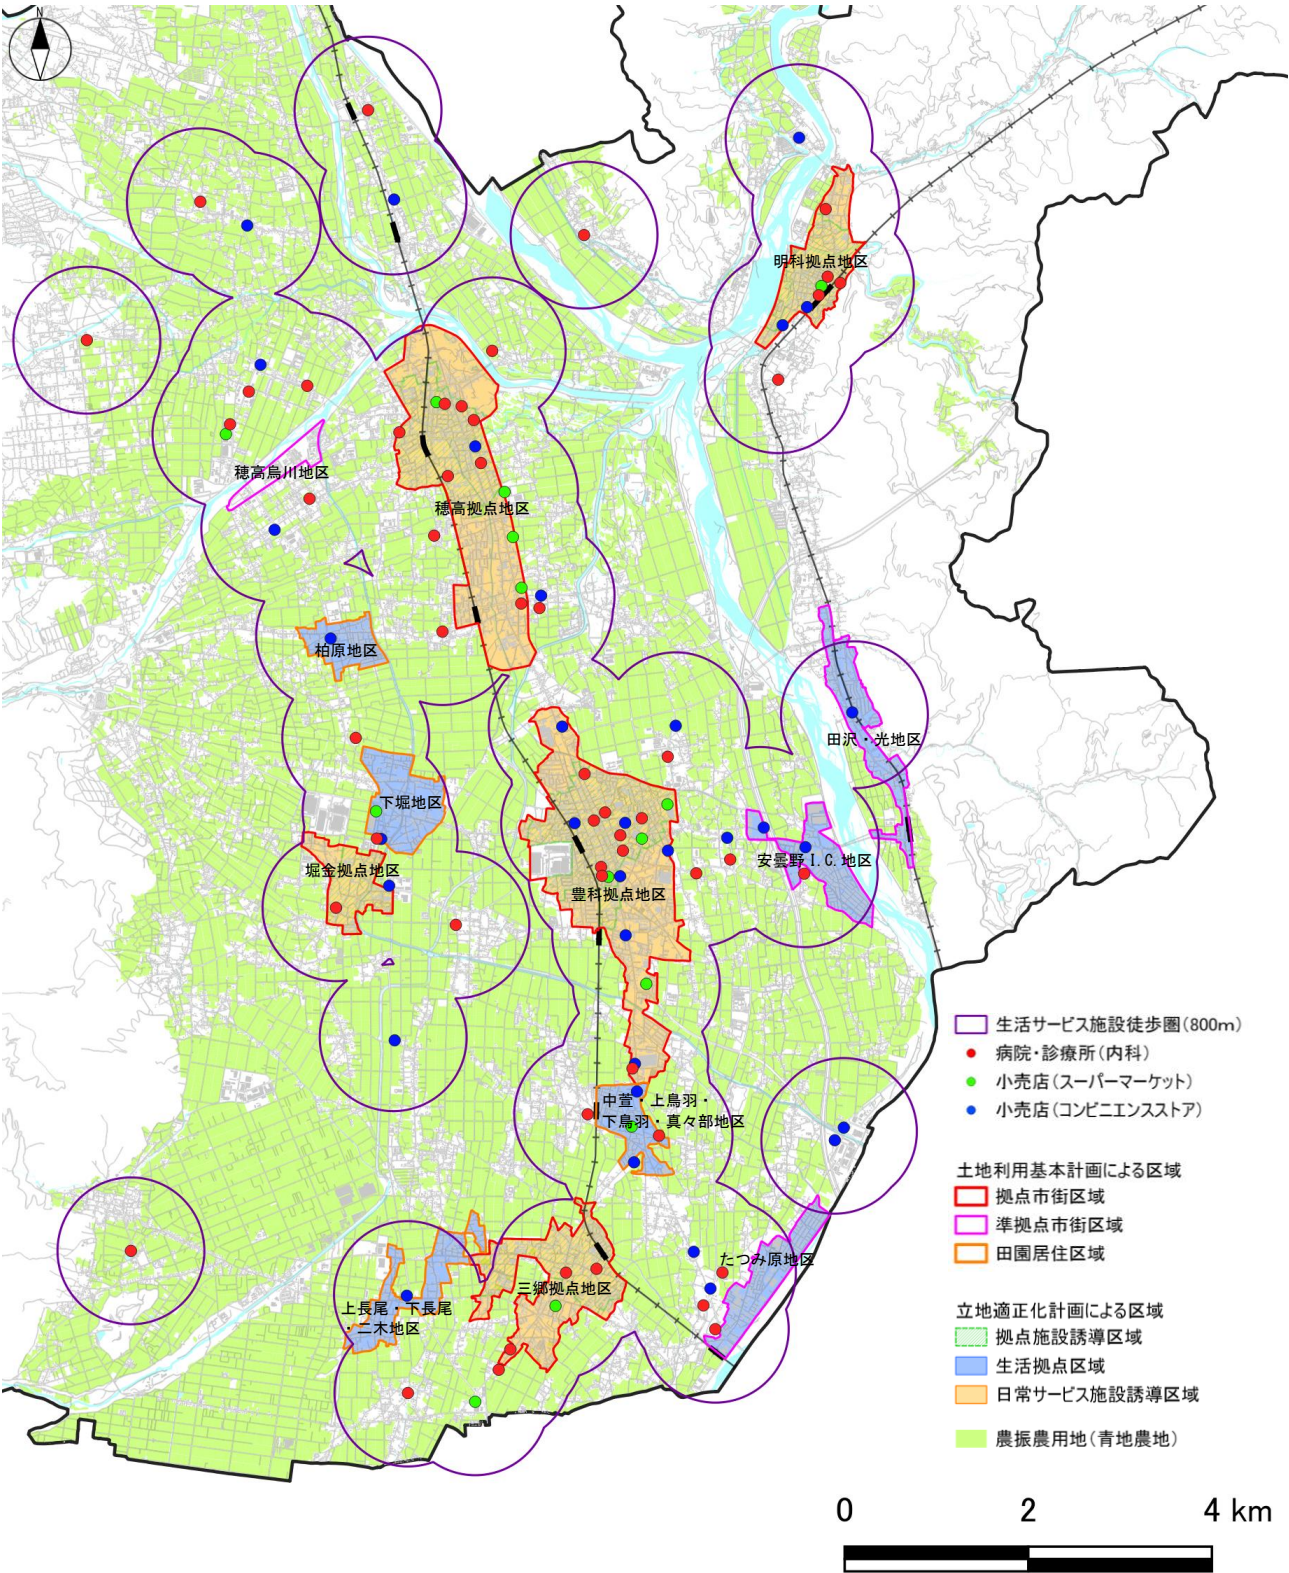 N
明科拠点地区
穂高烏川地区
穂高拠点地区
柏原地区
田沢・光地区
下堀地区
堀金拠点地区
安曇野I.C.地区
豊科拠点地区
中萱・上鳥羽・
下鳥羽・真々部地区
たつみ原地区
三郷拠点地区
上長尾・下長尾
・二木地区
生活サービス施設徒歩圏(800m)
病院・診療所(内科)
小売店(スーパーマーケット)
小売店(コンビニエンスストア)
土地利用基本計画による区域
拠点市街区域
準拠点市街区域
田園居住区域
立地適正化計画による区域
拠点施設誘導区域
生活拠点区域
日常サービス施設誘導区域
農振農用地(青地農地)
0 2 4 km